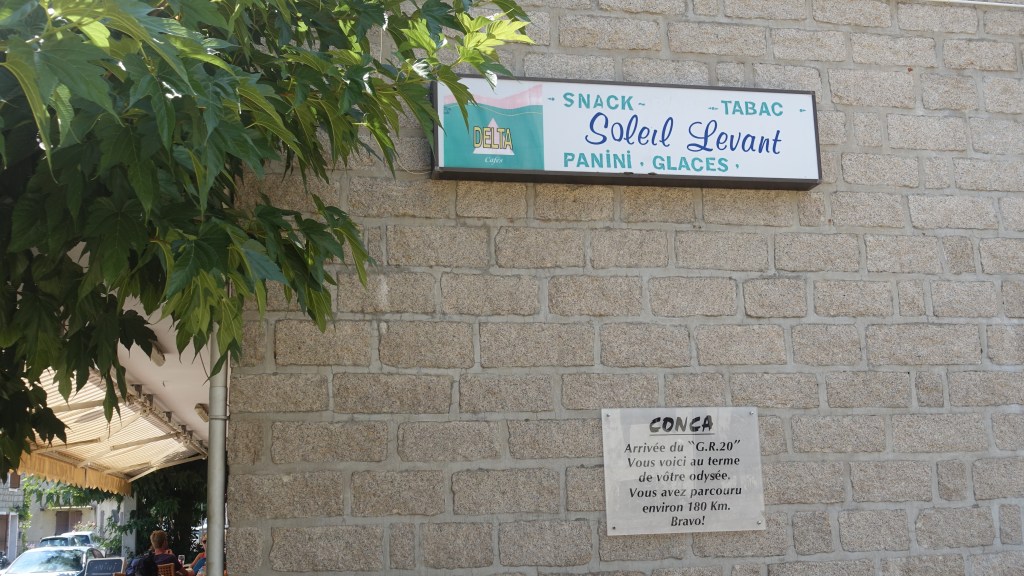 SNACK
TABAC
DELTA
Cafés
Soleil Levant
PANINI · GLACES ·
CONCA
Arrivée du "G.R.20"
Vous voici au terme
de vôtre odysée.
Vous avez parcouru
environ 180 Km.
Bravo!